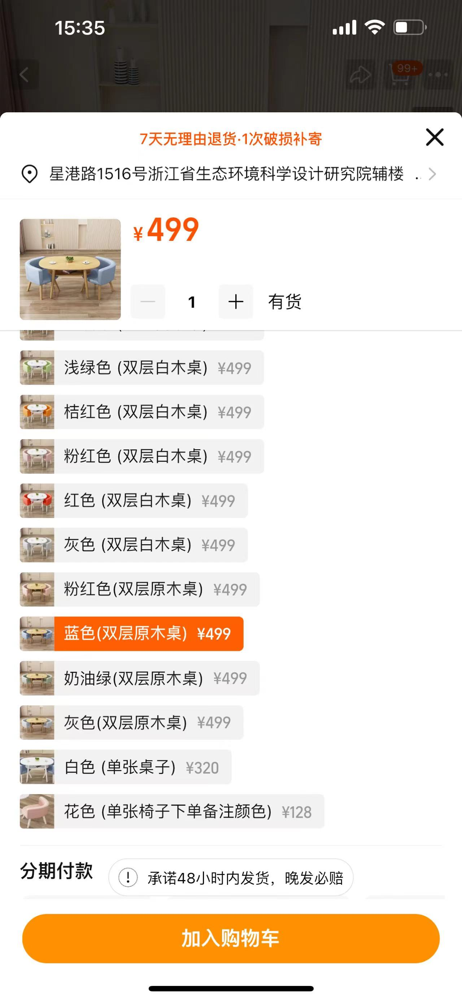 15:35
99+
7天无理由退货·1次破损补寄
星港路1516号浙江省生态环境科学设计研究院辅楼 ..
¥499
1 有货
浅绿色 (双层白木桌) ¥499
桔红色 (双层白木桌) ¥499
粉红色 (双层白木桌) ¥499
红色 (双层白木桌) ¥499
灰色 (双层白木桌) ¥499
粉红色(双层原木桌) ¥499
蓝色(双层原木桌) ¥499
奶油绿(双层原木桌) ¥499
灰色(双层原木桌) ¥499
白色 (单张桌子) ¥320
花色 (单张椅子下单备注颜色) ¥128
分期付款
承诺48小时内发货，晚发必赔
加入购物车